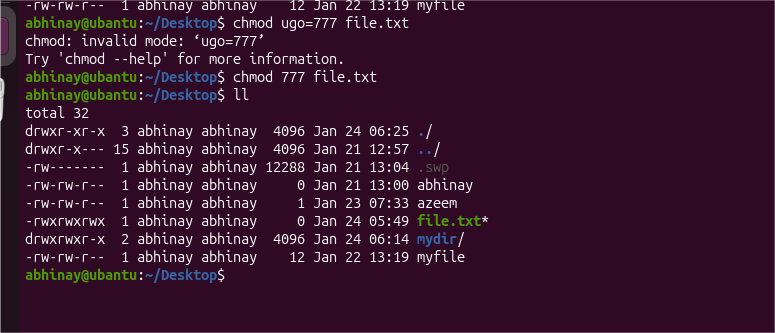 -rw-rw-r-- 1 abhinay abhinay 12 Jan 22 13:19 myfile
abhinay@ubantu:~/Desktop$ chmod ugo=777 file.txt
chmod: invalid mode: ‘ugo=777’
Try 'chmod --help' for more information.
abhinay@ubantu:~/Desktop$ chmod 777 file.txt
abhinay@ubantu:~/Desktop$ ll
total 32
drwxr-xr-x 3 abhinay abhinay 4096 Jan 24 06:25 ./
drwxr-x--- 15 abhinay abhinay 4096 Jan 21 12:57 ../
-rw------- 1 abhinay abhinay 12288 Jan 21 13:04 .swp
-rw-rw-r-- 1 abhinay abhinay 0 Jan 21 13:00 abhinay
-rw-rw-r-- 1 abhinay abhinay 1 Jan 23 07:33 azeem
-rwxrwxrwx 1 abhinay abhinay 0 Jan 24 05:49 file.txt*
drwxrwxr-x 2 abhinay abhinay 4096 Jan 24 06:14 mydir/
-rw-rw-r-- 1 abhinay abhinay 12 Jan 22 13:19 myfile
abhinay@ubantu:~/Desktop$